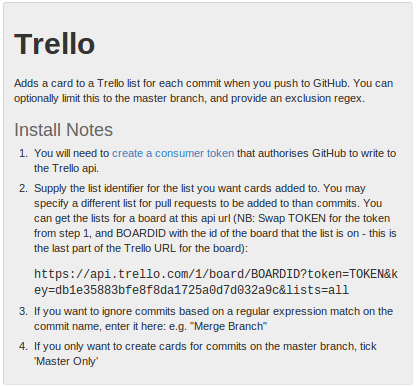 Trello
Adds a card to a Trello list for each commit when you push to GitHub. You can
optionally limit this to the master branch, and provide an exclusion regex.
Install Notes
1. You will need to create a consumer token that authorises GitHub to write to
the Trello api.
2. Supply the list identifier for the list you want cards added to. You may
specify a different list for pull requests to be added to than commits. You
can get the lists for a board at this api url (NB: Swap TOKEN for the token
from step 1, and BOARDID with the id of the board that the list is on - this is
the last part of the Trello URL for the board):
https://api.trello.com/1/board/BOARDID?token=TOKEN&k
ey=db1e35883bfe8f8da1725a0d7d032a9c&lists=all
3. If you want to ignore commits based on a regular expression match on the
commit name, enter it here: e.g. "Merge Branch"
4. If you only want to create cards for commits on the master branch, tick
'Master Only'